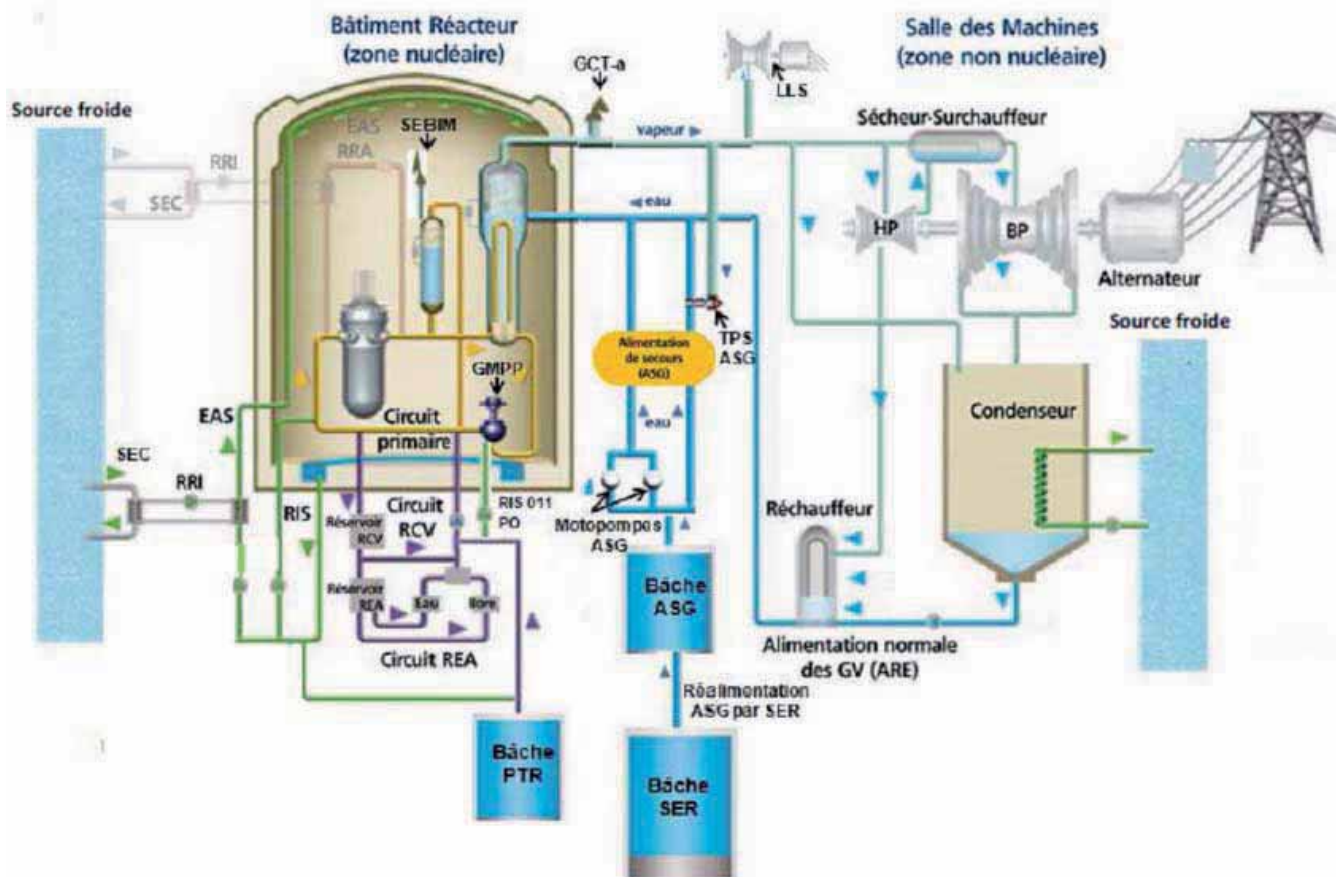 Bâtiment Réacteur
(zone nucléaire)
Salle des Machines
(zone non nucléaire)
GCT-a
LLS
Source froide
SEBIM
vapeur
Sécheur-Surchauffeur
EAS
RRA
RRI
SEC
eau
HP
BP
Alternateur
Source froide
TPS
ASG
Alimentation
de secours
(ASG)
GMPP
EAS
Circuit
primaire
eau
Condenseur
SEC
RRI
RIS
Circuit
RCV
RIS 011
PO
Réservoir
RCV
Motopompes
ASG
Réchauffeur
Réservoir
REA
Eau
Bore
Bâche
ASG
Circuit REA
Alimentation normale
des GV (ARE)
Réalimentation
ASG par SER
Bâche
PTR
Bâche
SER
1